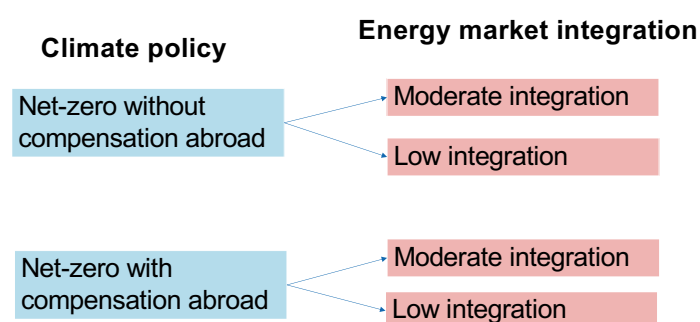 Climate policy
Energy market integration
Net-zero without
compensation abroad
Moderate integration
Low integration
Net-zero with
compensation abroad
Moderate integration
Low integration